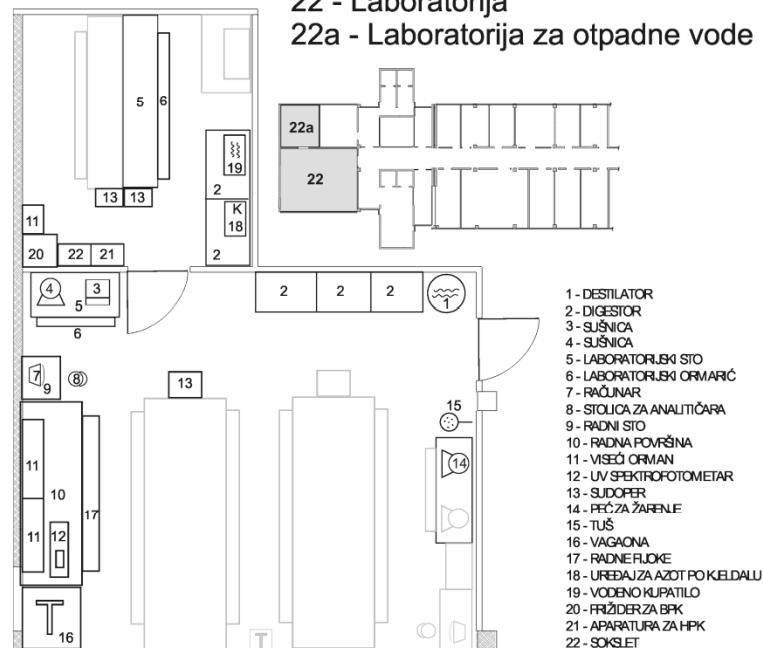 22 - Laboratorija
22a - Laboratorija za otpadne vode
22a
22
5
6
19
2
13
13
K
18
2
11
20
22
21
4
3
5
6
2
2
2
1
7
9
8
13
15
14
11
10
17
11
12
T
16
T
1 - DESTILATOR
2 - DIGESTOR
3 - SUŠNICA
4 - SUŠNICA
5 - LABORATORIJSKI STO
6 - LABORATORIJSKI ORMARIĆ
7 - RAČUNAR
8 - STOLICA ZA ANALITIČARA
9 - RADNI STO
10 - RADNA POVRŠINA
11 - VISEĆI ORMAN
12 - UV SPEKTROFOTOMETAR
13 - SUDOPER
14 - PEĆ ZA ŽARENJE
15 - TUŠ
16 - VAGAONA
17 - RADNE FIJOKE
18 - UREĐAJ ZA AZOT PO KJELDALU
19 - VODENO KUPATILO
20 - FRIŽIDER ZA BPK
21 - APARATURA ZA HPK
22 - SOKSLET